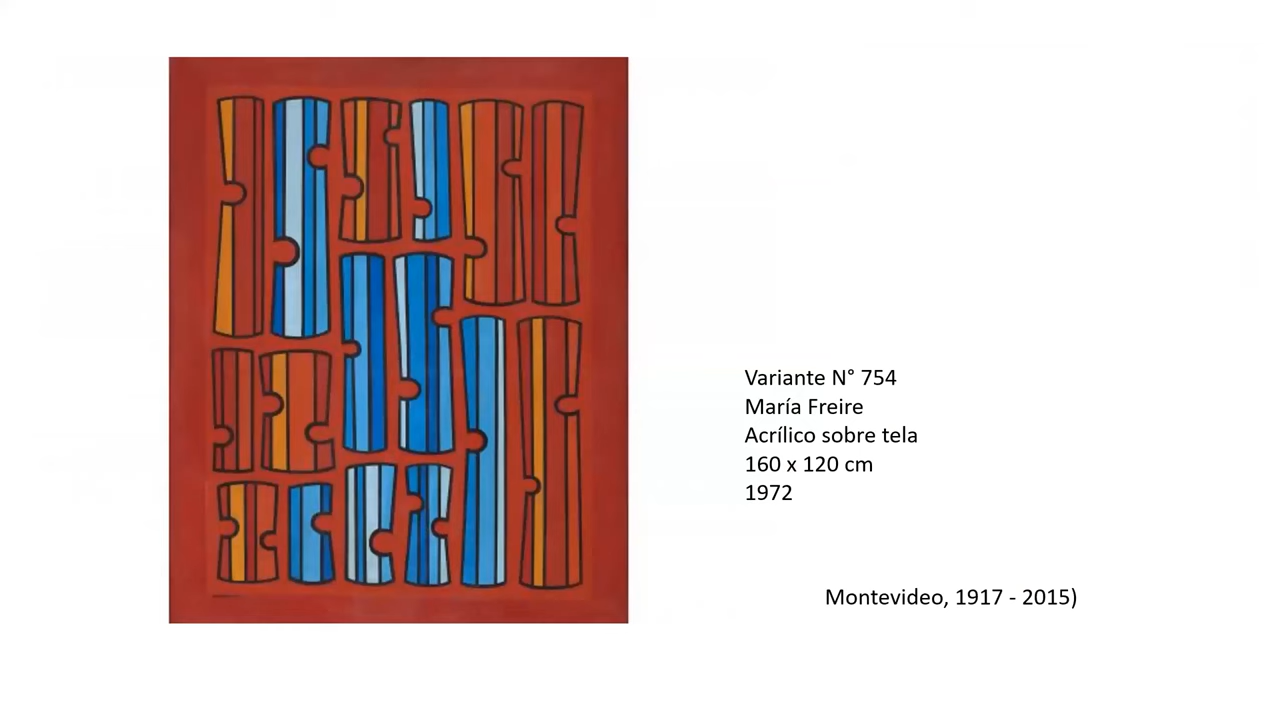 Variante N° 754
María Freire
Acrílico sobre tela
160 x 120 cm
1972
Montevideo, 1917 - 2015)